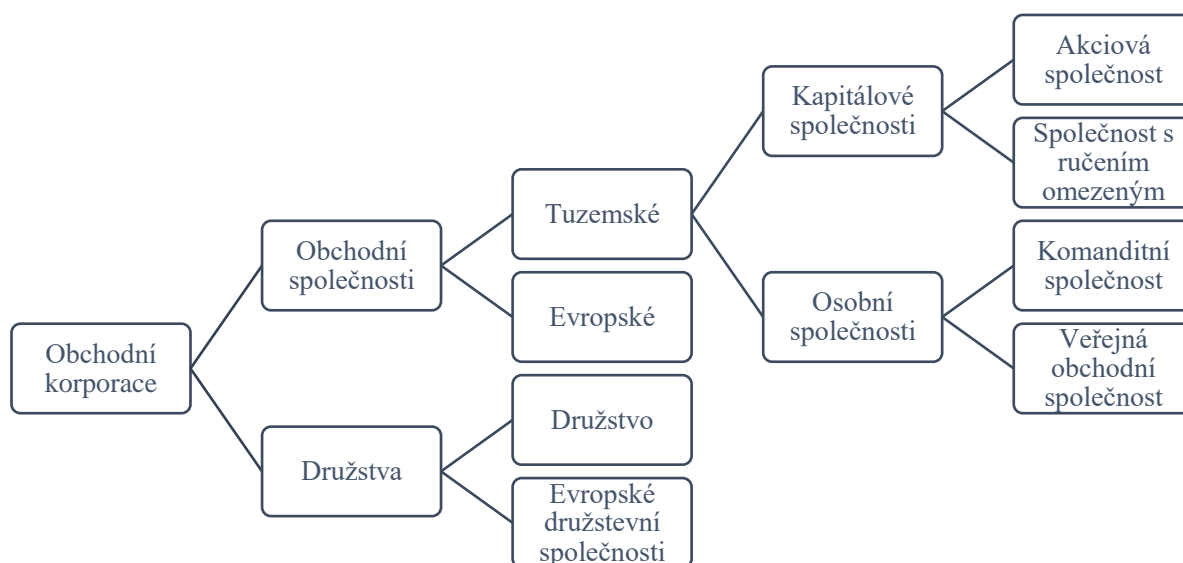 Obchodní
korporace
Obchodní
společnosti
Tuzemské
Kapitálové
společnosti
Akciová
společnost
Společnost s
ručením
omezeným
Osobní
společnosti
Komanditní
společnost
Veřejná
obchodní
společnost
Evropské
Družstva
Družstvo
Evropské
družstevní
společnosti